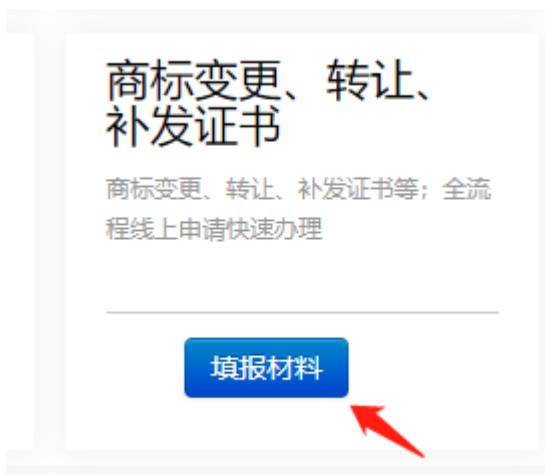 商标变更、转让、
补发证书
商标变更、转让、补发证书等；全流
程线上申请快速办理
填报材料